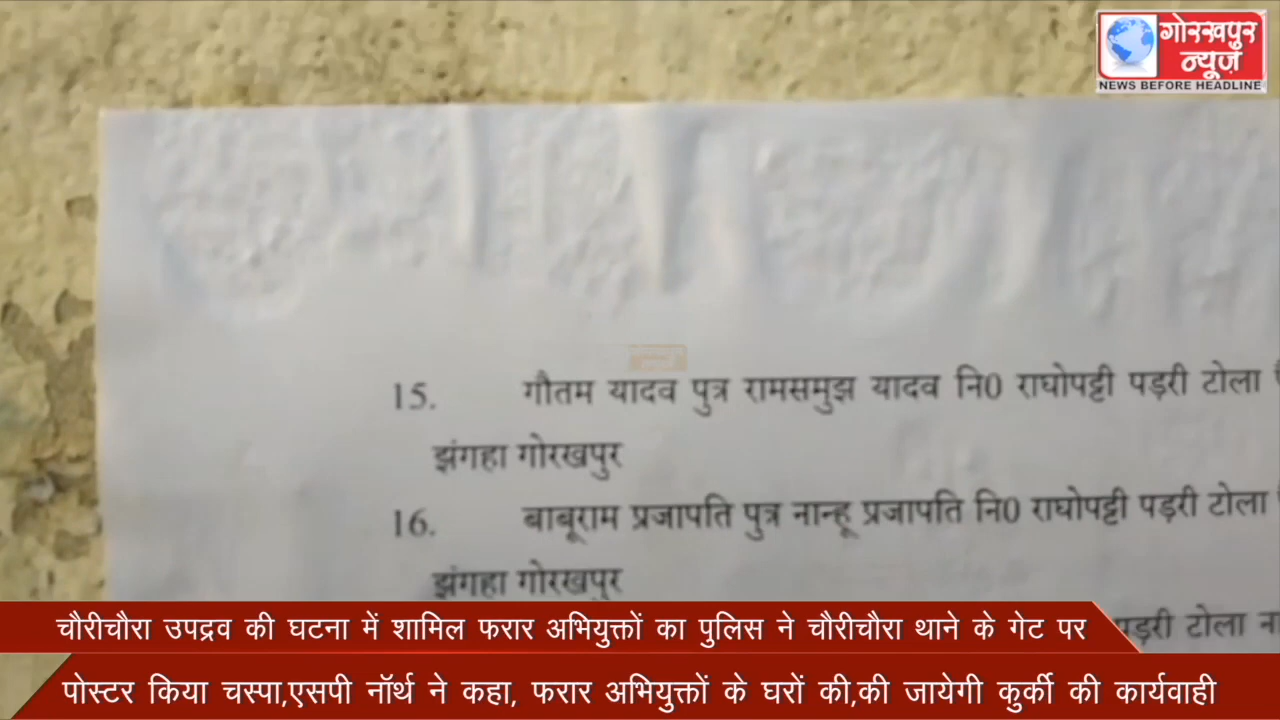 गोरखपुर
न्यूज़
NEWS BEFORE HEADLINE
15. गौतम यादव पुत्र रामसमुझ यादव नि0 राघोपट्टी पड़री टोला
झंगहा गोरखपुर
16. बाबूराम प्रजापति पुत्र नान्हू प्रजापति नि0 राघोपट्टी पड़री टोला
झंगहा गोरखपुर
टोला
चौरीचौरा उपद्रव की घटना में शामिल फरार अभियुक्तों का पुलिस ने चौरीचौरा थाने के गेट पर
पोस्टर किया चस्पा,एसपी नॉर्थ ने कहा, फरार अभियुक्तों के घरों की,की जायेगी कुर्की की कार्यवाही